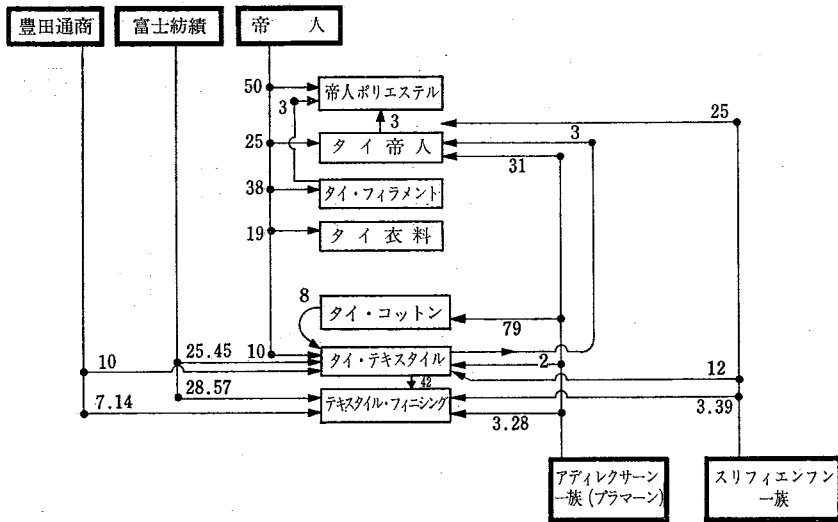 豊田通商 富士紡績 帝人
50 帝人ポリエステル
3
3
25
25 タイ帝人 3
31
38 タイ・フィラメント
19 タイ衣料
8 タイ・コットン
79
25.45 10 タイ・テキスタイル
10 2 12
42
28.57 テキスタイル・フィニシング
7.14 3.28 3.39
アディレクサーン
一族(プラマーン)
スリフィエンフン
一族